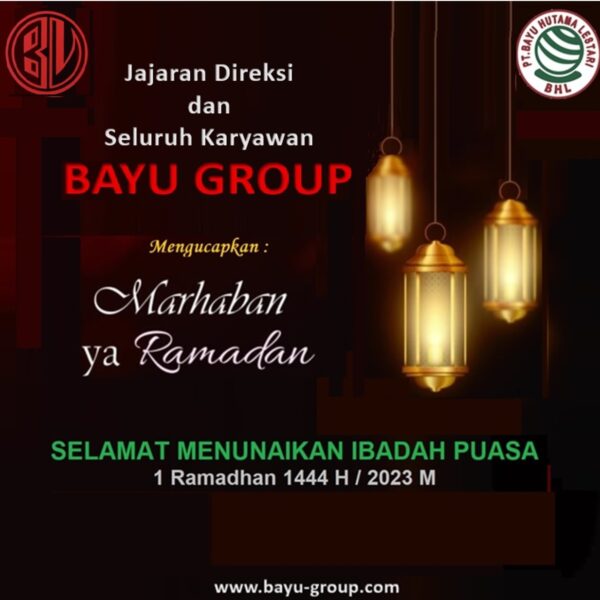 BU
PT. BAYU HUTAMA LESTARI
BHL
Jajaran Direksi
dan
Seluruh Karyawan
BAYU GROUP
Mengucapkan :
Marhaban
ya Ramadan
SELAMAT MENUNAIKAN IBADAH PUASA
1 Ramadhan 1444 H / 2023 M
www.bayu-group.com